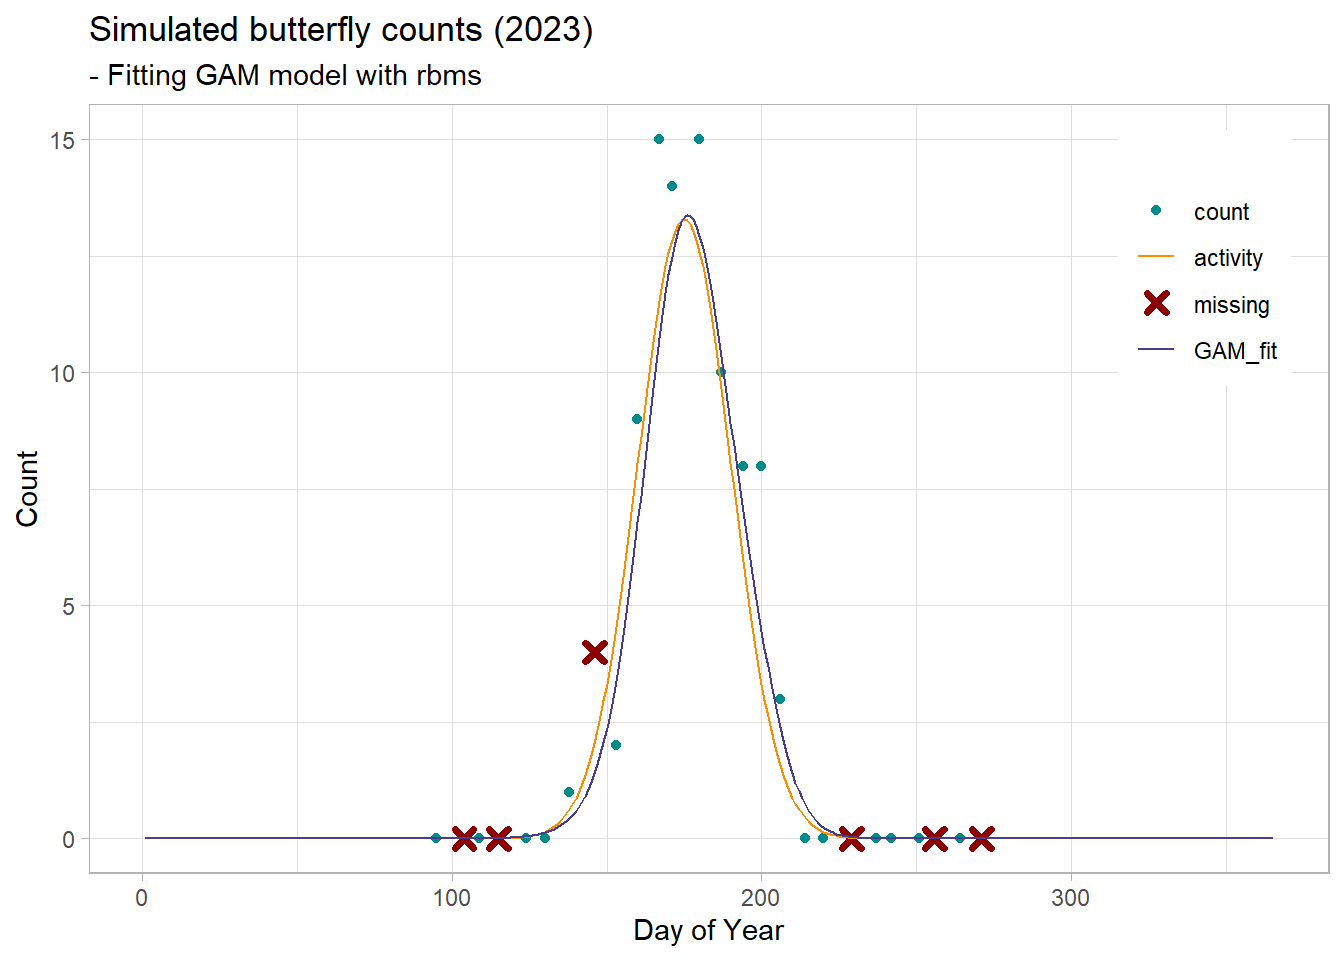 Simulated butterfly counts (2023)
- Fitting GAM model with rbms
15
10
5
0
Count
count
activity
missing
GAM_fit
0
100
200
300
Day of Year